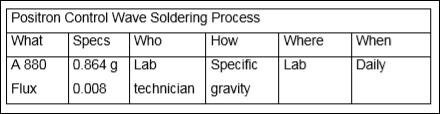 Positron Control Wave Soldering Process
What Specs Who How Where When
A 880 0.864 g Lab Specific Lab Daily
Flux 0.008 technician gravity